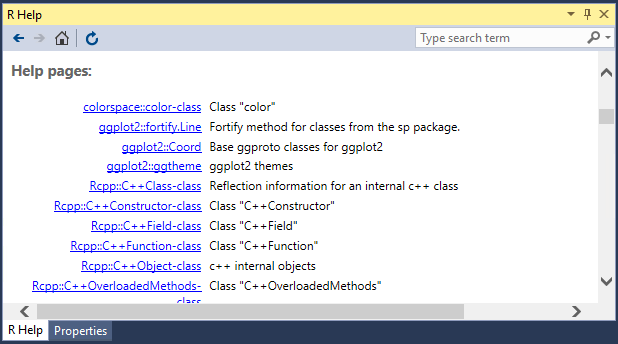 R Help
Type search term
Help pages:
colorspace::color-class Class "color"
ggplot2::fortify.Line Fortify method for classes from the sp package.
ggplot2::Coord Base ggproto classes for ggplot2
ggplot2::ggtheme ggplot2 themes
Rcpp::C++Class-class Reflection information for an internal c++ class
Rcpp::C++Constructor-class Class "C++Constructor"
Rcpp::C++Field-class Class "C++Field"
Rcpp::C++Function-class Class "C++Function"
Rcpp::C++Object-class c++ internal objects
Rcpp::C++OverloadedMethods- Class "C++OverloadedMethods"
class
R Help Properties